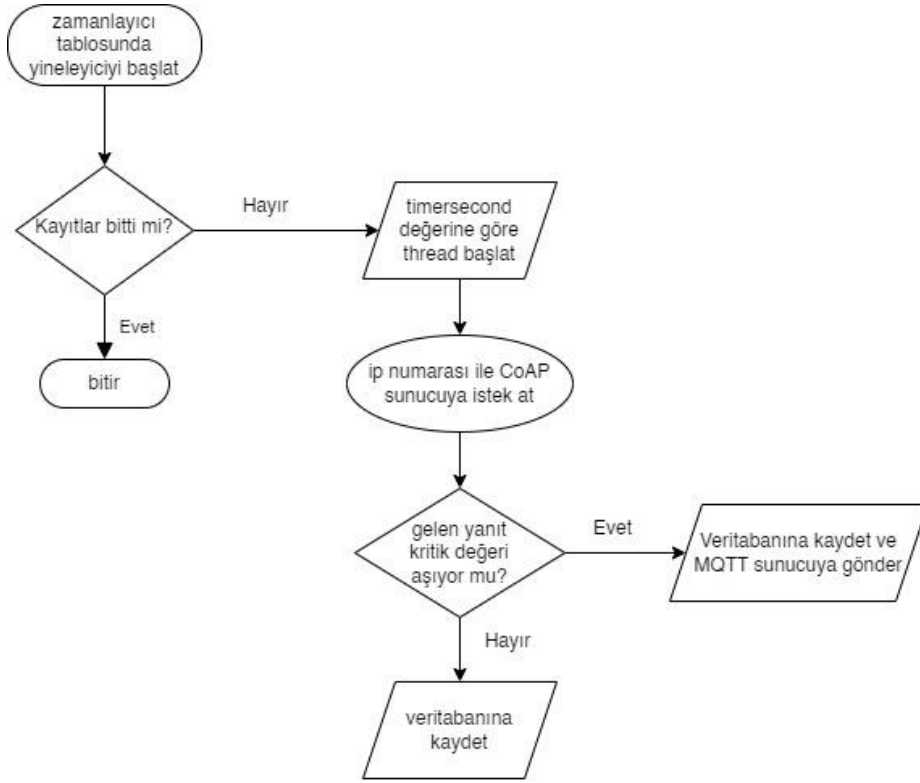 zamanlayıcı
tablosunda
yineleyiciyi başlat
Kayıtlar bitti mi?
Hayır
timersecond
değerine göre
thread başlat
Evet
bitir
ip numarası ile CoAP
sunucuya istek at
gelen yanıt
kritik değeri
aşıyor mu?
Evet
Veritabanına kaydet ve
MQTT sunucuya gönder
Hayır
veritabanına
kaydet